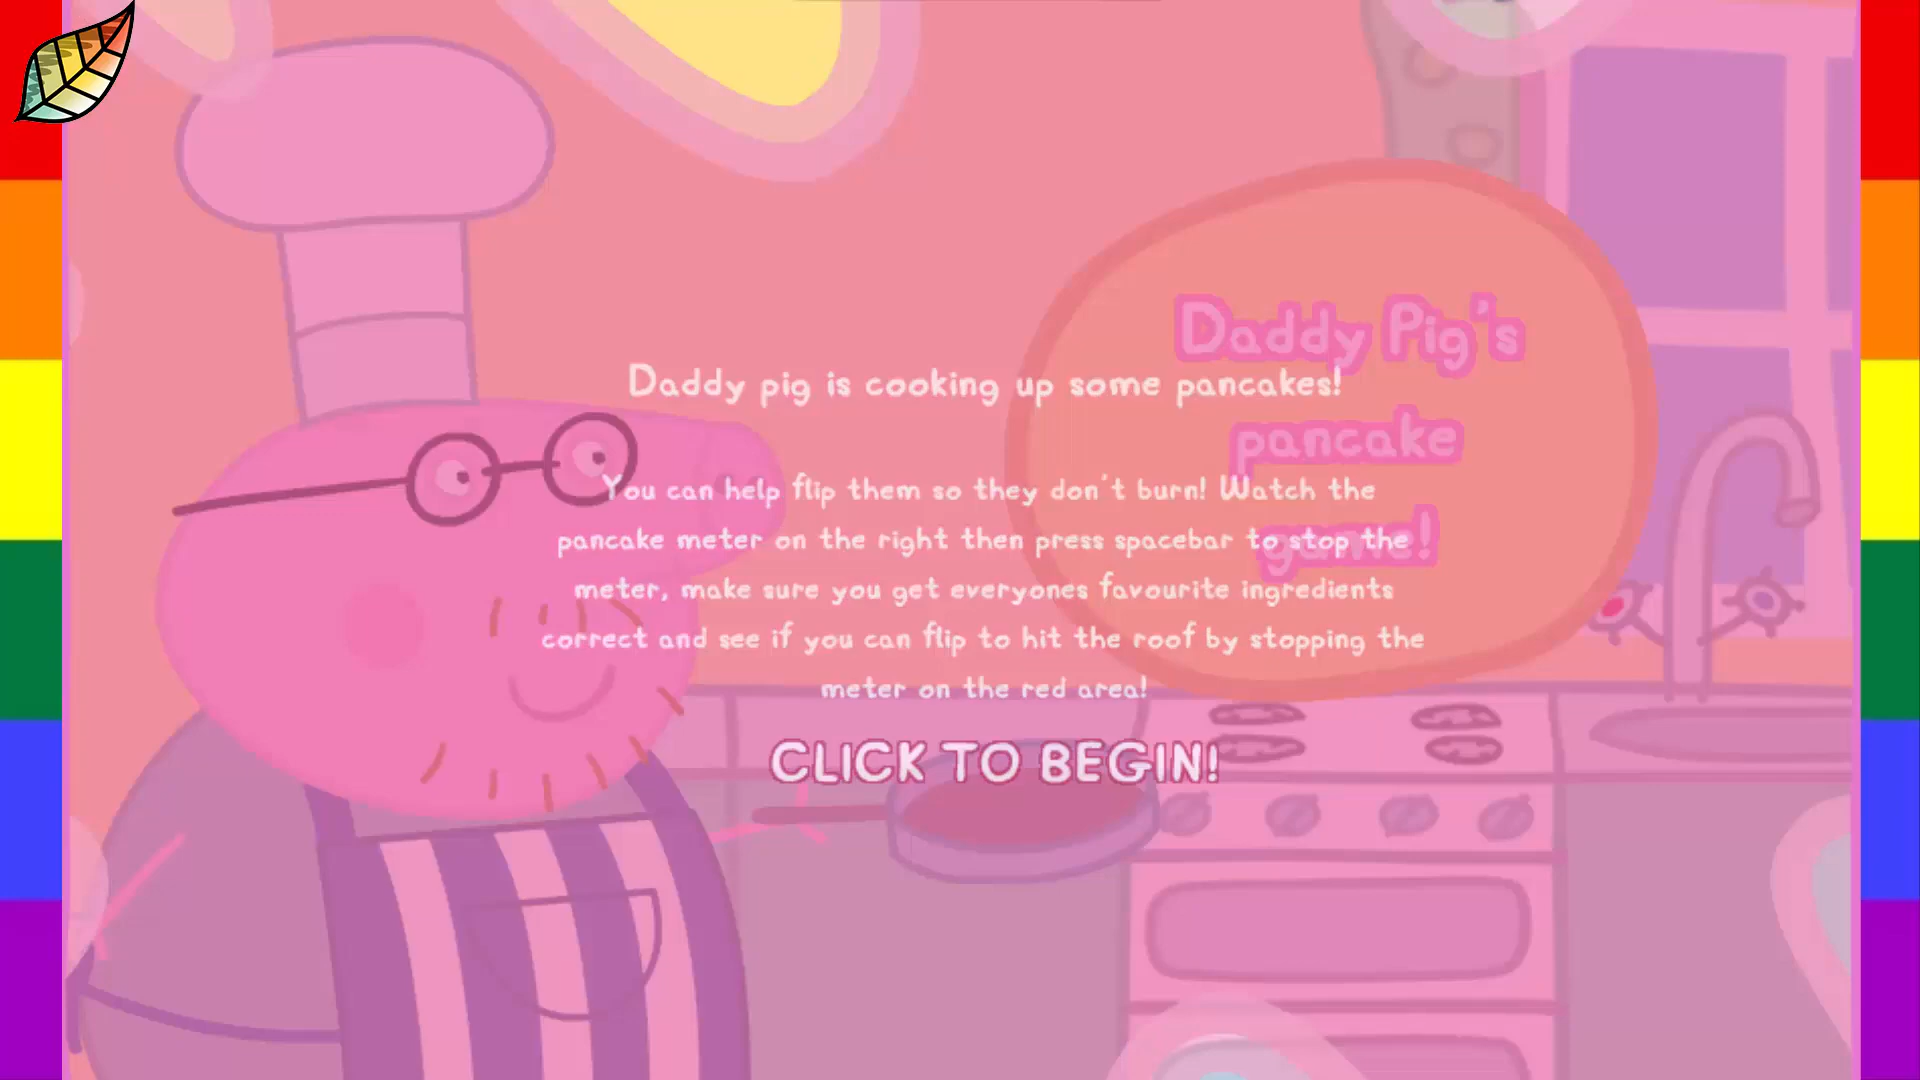 Daddy Pig's
pancake
game!
Daddy pig is cooking up some pancakes!
You can help flip them so they don't burn! Watch the
pancake meter on the right then press spacebar to stop the
meter, make sure you get everyones favourite ingredients
correct and see if you can flip to hit the roof by stopping the
meter on the red area!
CLICK TO BEGIN!